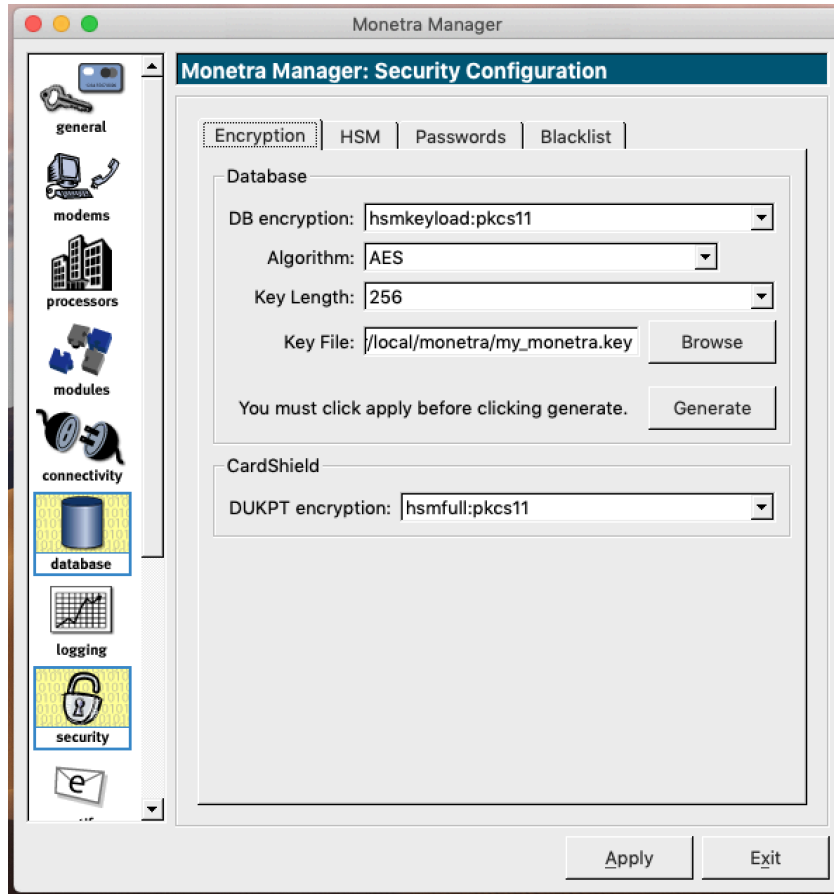 Monetra Manager
Monetra Manager: Security Configuration
general
modems
processors
modules
connectivity
database
logging
security
e
Encryption
HSM
Passwords
Blacklist
Database
DB encryption: hsmkeyload:pkcs11
Algorithm: AES
Key Length: 256
Key File: /local/monetra/my_monetra.key
Browse
You must click apply before clicking generate.
Generate
CardShield
DUKPT encryption: hsmfull:pkcs11
Apply
Exit